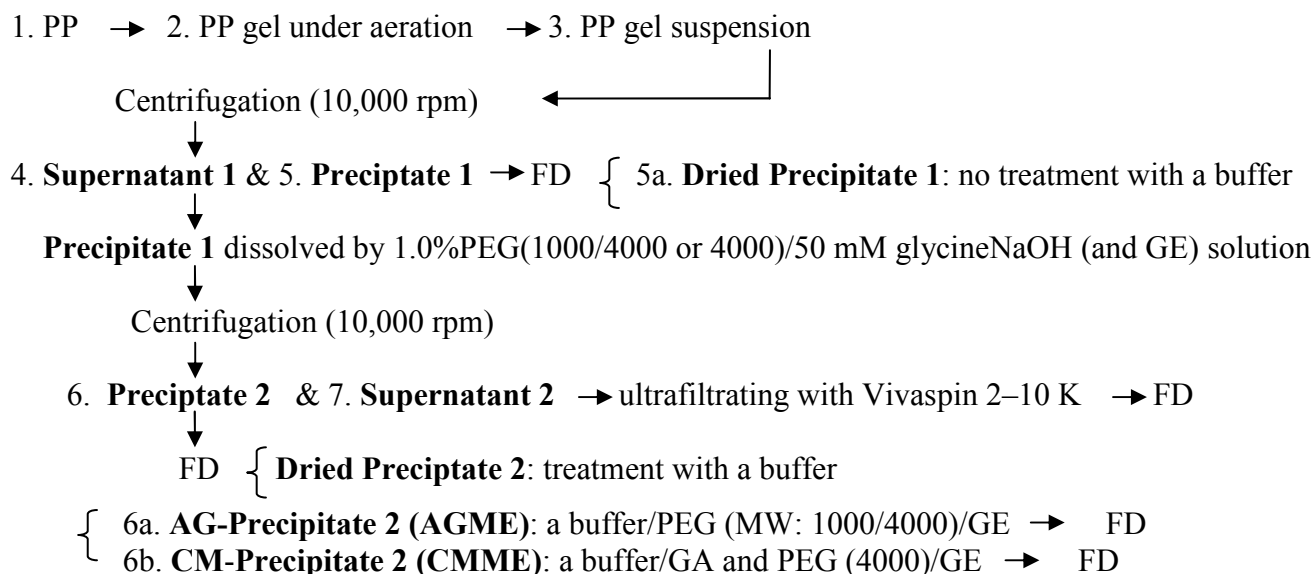 1. PP → 2. PP gel under aeration → 3. PP gel suspension
Centrifugation (10,000 rpm)
4. Supernatant 1 & 5. Preciptate 1 → FD { 5a. Dried Precipitate 1: no treatment with a buffer
Precipitate 1 dissolved by 1.0%PEG(1000/4000 or 4000)/50 mM glycineNaOH (and GE) solution
Centrifugation (10,000 rpm)
6. Preciptate 2 & 7. Supernatant 2 → ultrafiltrating with Vivaspin 2–10 K → FD
FD { Dried Preciptate 2: treatment with a buffer
{ 6a. AG-Precipitate 2 (AGME): a buffer/PEG (MW: 1000/4000)/GE → FD
6b. CM-Precipitate 2 (CMME): a buffer/GA and PEG (4000)/GE → FD